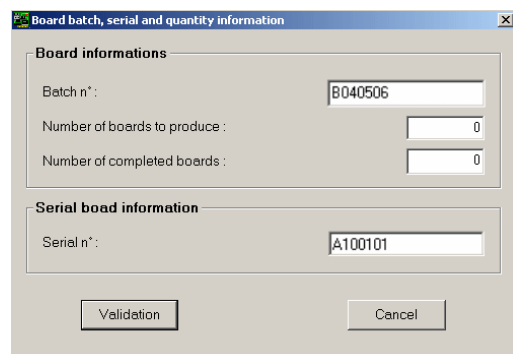 Board batch, serial and quantity information
Board informations
Batch n° : B040506
Number of boards to produce : 0
Number of completed boards : 0
Serial boad information
Serial n° : A100101
Validation Cancel